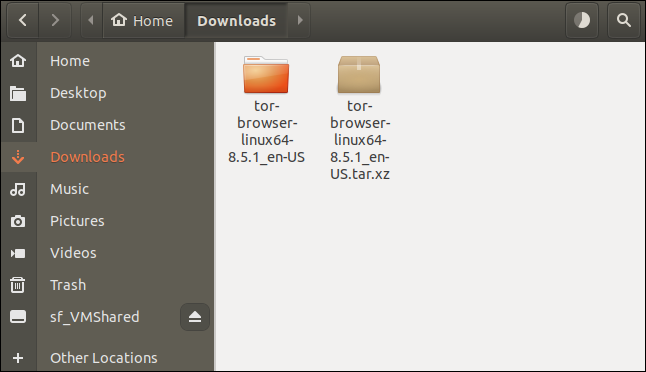 Home
Downloads
Home
Desktop
Documents
Downloads
Music
Pictures
Videos
Trash
sf_VMShared
Other Locations
tor-
browser-
linux64-
8.5.1_en-US
tor-
browser-
linux64-
8.5.1_en-
US.tar.xz